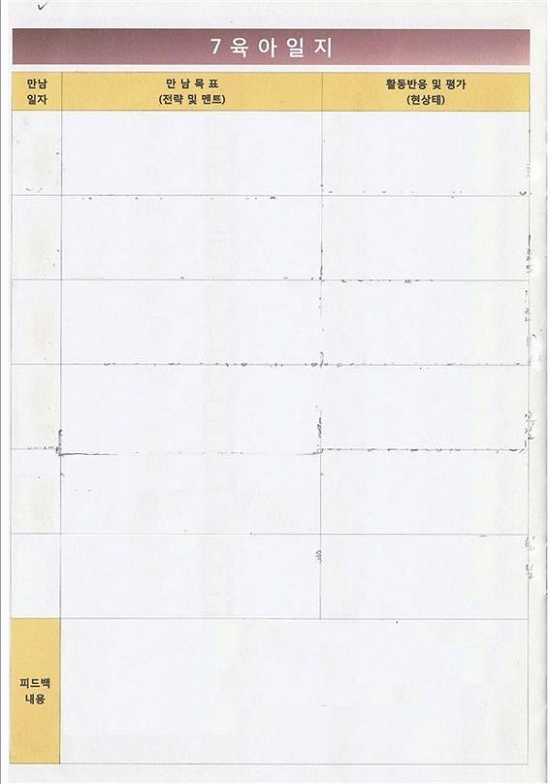 7 육 아 일 지
만남
일자
만 남 목 표
(전략 및 멘트)
활동반응 및 평가
(현상태)
피드백
내용